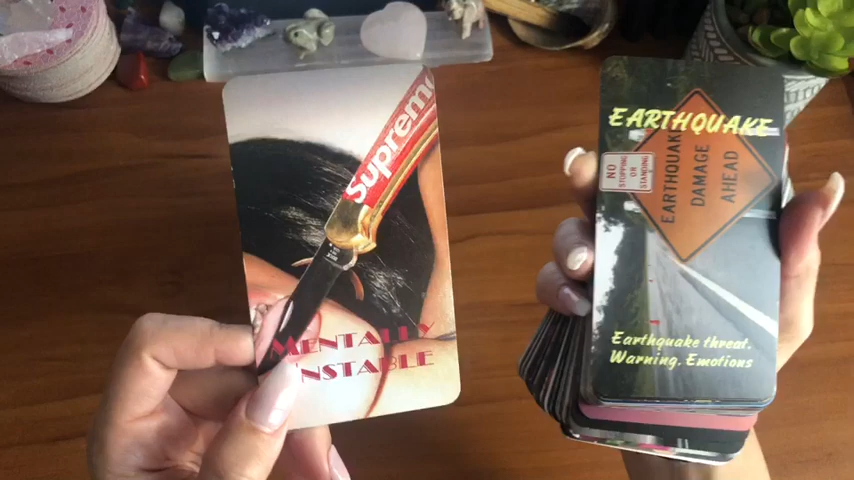 Supreme
MENTALLY
UNSTABLE
EARTHQUAKE
NO
STOPPING
OR
STANDING
EARTHQUAKE
DAMAGE
AHEAD
Earthquake threat.
Warning. Emotions